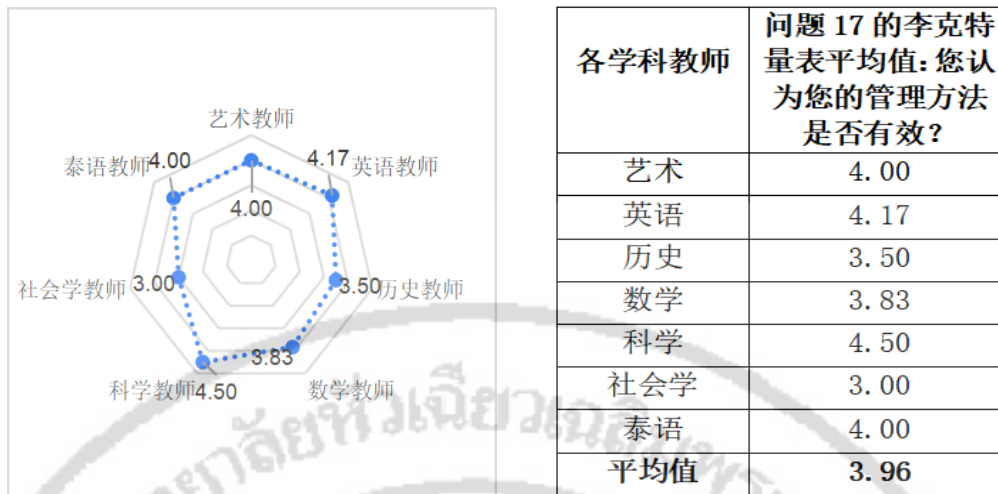 艺术教师
泰语教师
4.00
4.17
英语教师
4.00
社会学教师
3.00
3.50
历史教师
3.83
科学教师
4.50
数学教师
各学科教师
问题 17 的李克特
量表平均值：您认
为您的管理方法
是否有效？
艺术 4.00
英语 4.17
历史 3.50
数学 3.83
科学 4.50
社会学 3.00
泰语 4.00
平均值 3.96